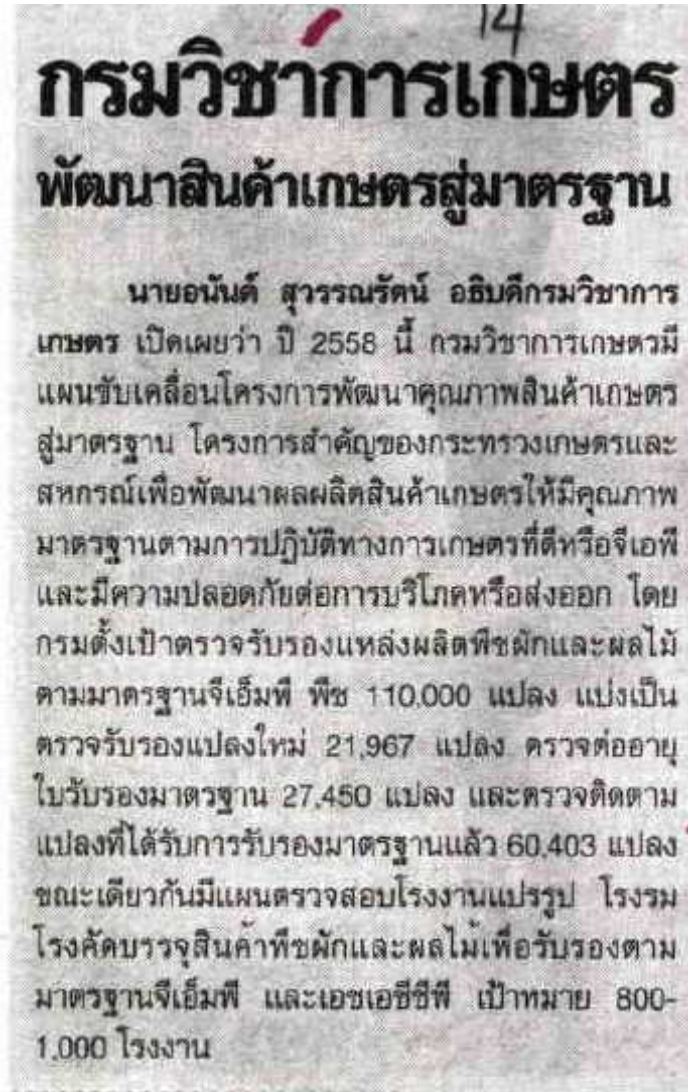 14
กรมวิชาการเกษตร
พัฒนาสินค้าเกษตรสู่มาตรฐาน
นายอนันต์ สุวรรณรัตน์ อธิบดีกรมวิชาการ
เกษตร เปิดเผยว่า ปี 2558 นี้ กรมวิชาการเกษตรมี
แผนขับเคลื่อนโครงการพัฒนาคุณภาพสินค้าเกษตร
สู่มาตรฐาน โครงการสำคัญของกระทรวงเกษตรและ
สหกรณ์เพื่อพัฒนาผลผลิตสินค้าเกษตรให้มีคุณภาพ
มาตรฐานตามการปฏิบัติทางการเกษตรที่ดีหรือจีเอพี
และมีความปลอดภัยต่อการบริโภคหรือส่งออก โดย
กรมตั้งเป้าตรวจรับรองแหล่งผลิตพืชผักและผลไม้
ตามมาตรฐานจีเอ็มพี พืช 110,000 แปลง แบ่งเป็น
ตรวจรับรองแปลงใหม่ 21,967 แปลง ตรวจต่ออายุ
ใบรับรองมาตรฐาน 27,450 แปลง และตรวจติดตาม
แปลงที่ได้รับการรับรองมาตรฐานแล้ว 60,403 แปลง
ขณะเดียวกันมีแผนตรวจสอบโรงงานแปรรูป โรงรม
โรงคัดบรรจุสินค้าพืชผักและผลไม้เพื่อรับรองตาม
มาตรฐานจีเอ็มพี และเอชเอซีซีพี เป้าหมาย 800-
1,000 โรงงาน